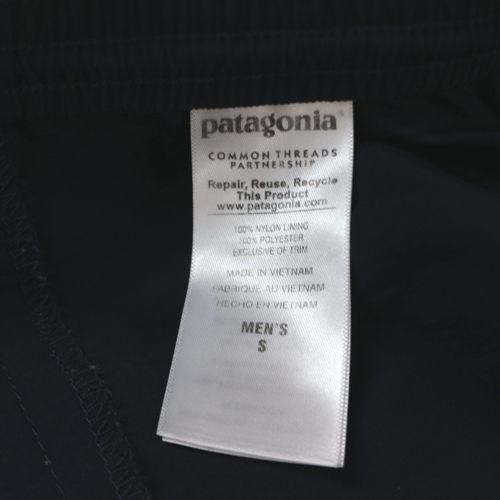 patagonia®
COMMON THREADS
PARTNERSHIP
Repair, Reuse, Recycle
This Product
www.patagonia.com
100% NYLON LINING
100% POLYESTER
EXCLUSIVE OF TRIM
MADE IN VIETNAM
FABRIQUE AU VIETNAM
HECHO EN VIETNAM
MEN'S
S